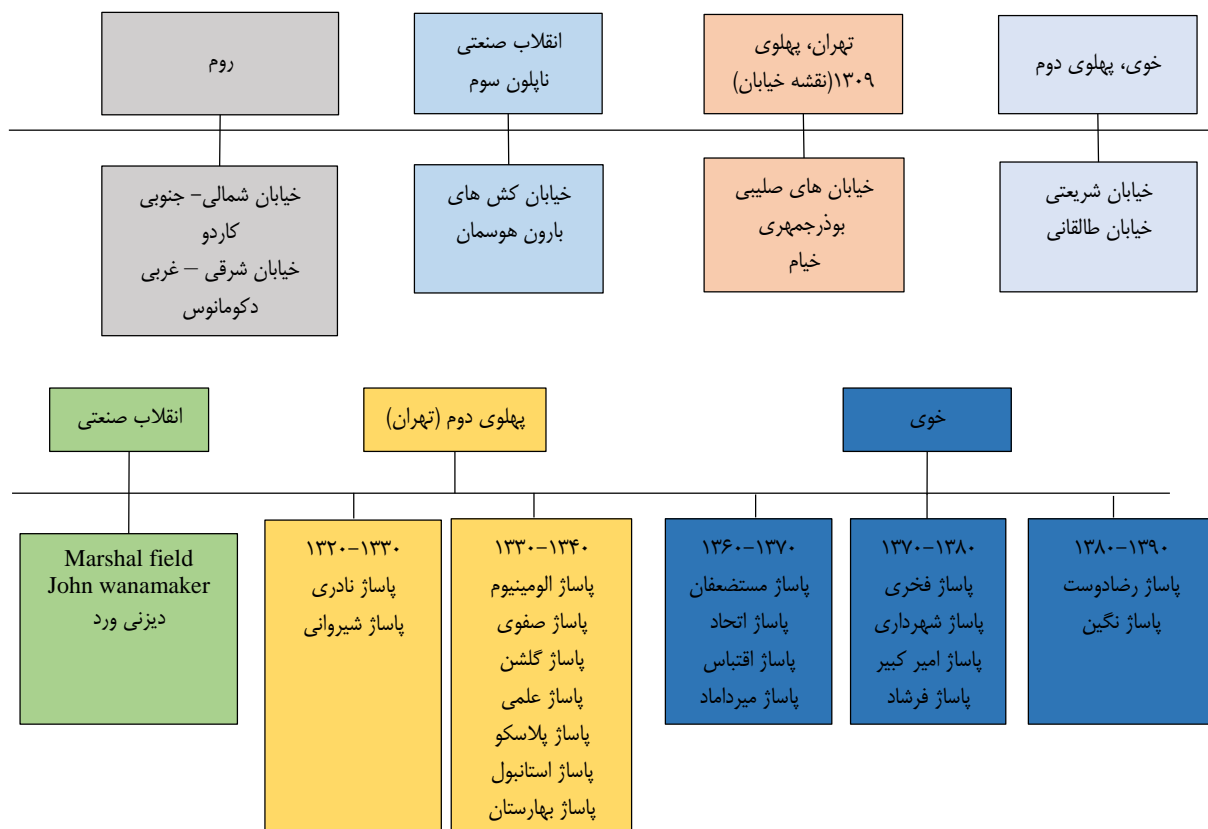 روم
انقلاب صنعتی
ناپلون سوم
تهران، پهلوی
۱۳۰۹(نقشه خیابان)
خوی، پهلوی دوم
خیابان شمالی- جنوبی
کاردو
خیابان شرقی – غربی
دکومانوس
خیابان کش های
بارون هوسمان
خیابان های صلیبی
بوذرجمهری
خیام
خیابان شریعتی
خیابان طالقانی
انقلاب صنعتی
پهلوی دوم (تهران)
خوی
Marshal field
John wanamaker
دیزنی ورد
۱۳۲۰-۱۳۳۰
پاساژ نادری
پاساژ شیروانی
۱۳۳۰-۱۳۴۰
پاساژ الومینیوم
پاساژ صفوی
پاساژ گلشن
پاساژ علمی
پاساژ پلاسکو
پاساژ استانبول
پاساژ بهارستان
۱۳۶۰-۱۳۷۰
پاساژ مستضعفان
پاساژ اتحاد
پاساژ اقتباس
پاساژ میرداماد
۱۳۷۰-۱۳۸۰
پاساژ فخری
پاساژ شهرداری
پاساژ امیر کبیر
پاساژ فرشاد
۱۳۸۰-۱۳۹۰
پاساژ رضادوست
پاساژ نگین